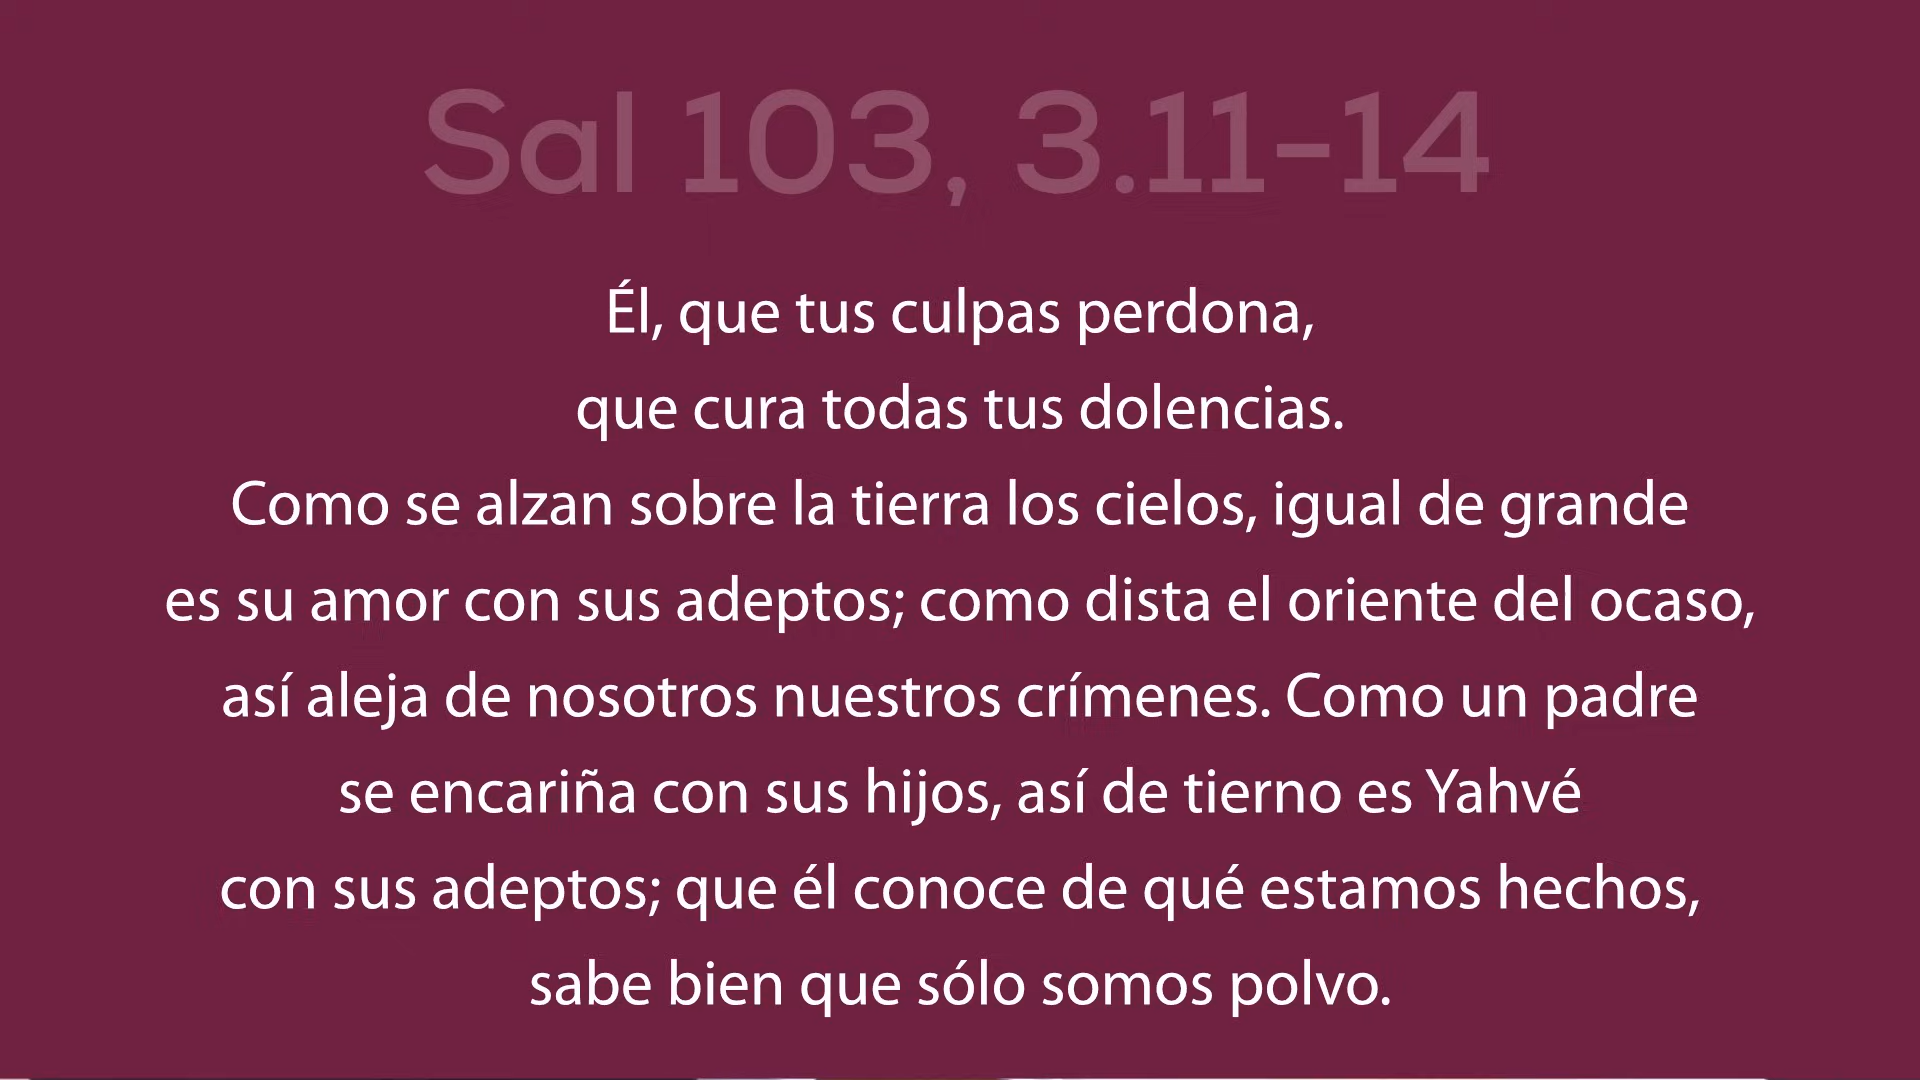 Sal 103, 3.11-14
Él, que tus culpas perdona,
que cura todas tus dolencias.
Como se alzan sobre la tierra los cielos, igual de grande
es su amor con sus adeptos; como dista el oriente del ocaso,
así aleja de nosotros nuestros crímenes. Como un padre
se encariña con sus hijos, así de tierno es Yahvé
con sus adeptos; que él conoce de qué estamos hechos,
sabe bien que sólo somos polvo.